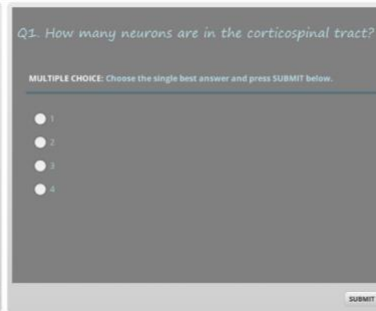 Q1. How many neurons are in the corticospinal tract?
MULTIPLE CHOICE: Choose the single best answer and press SUBMIT below.
1
2
3
4
SUBMIT